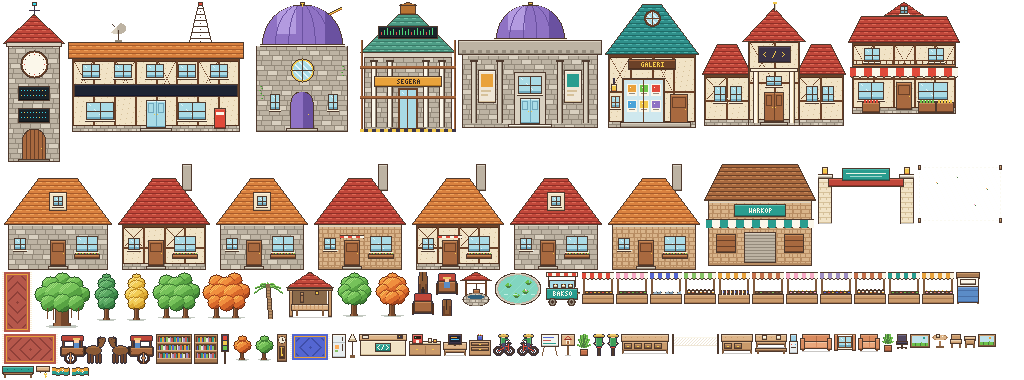 SEGERA
GALERI
</>
WARKOP
BAKSO
</>